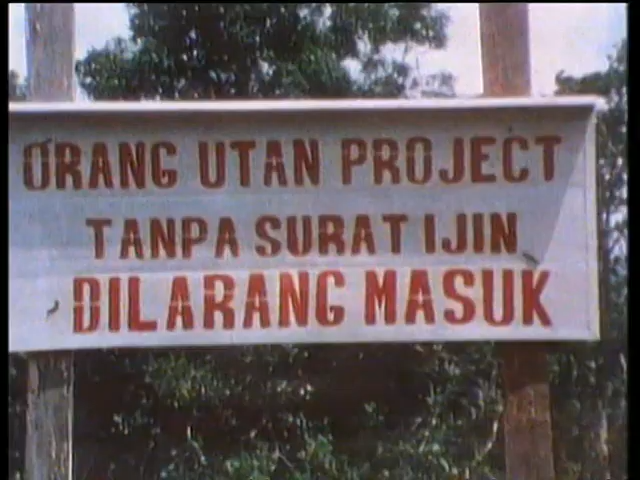 ORANG UTAN PROJECT
TANPA SURAT IJIN
DILARANG MASUK